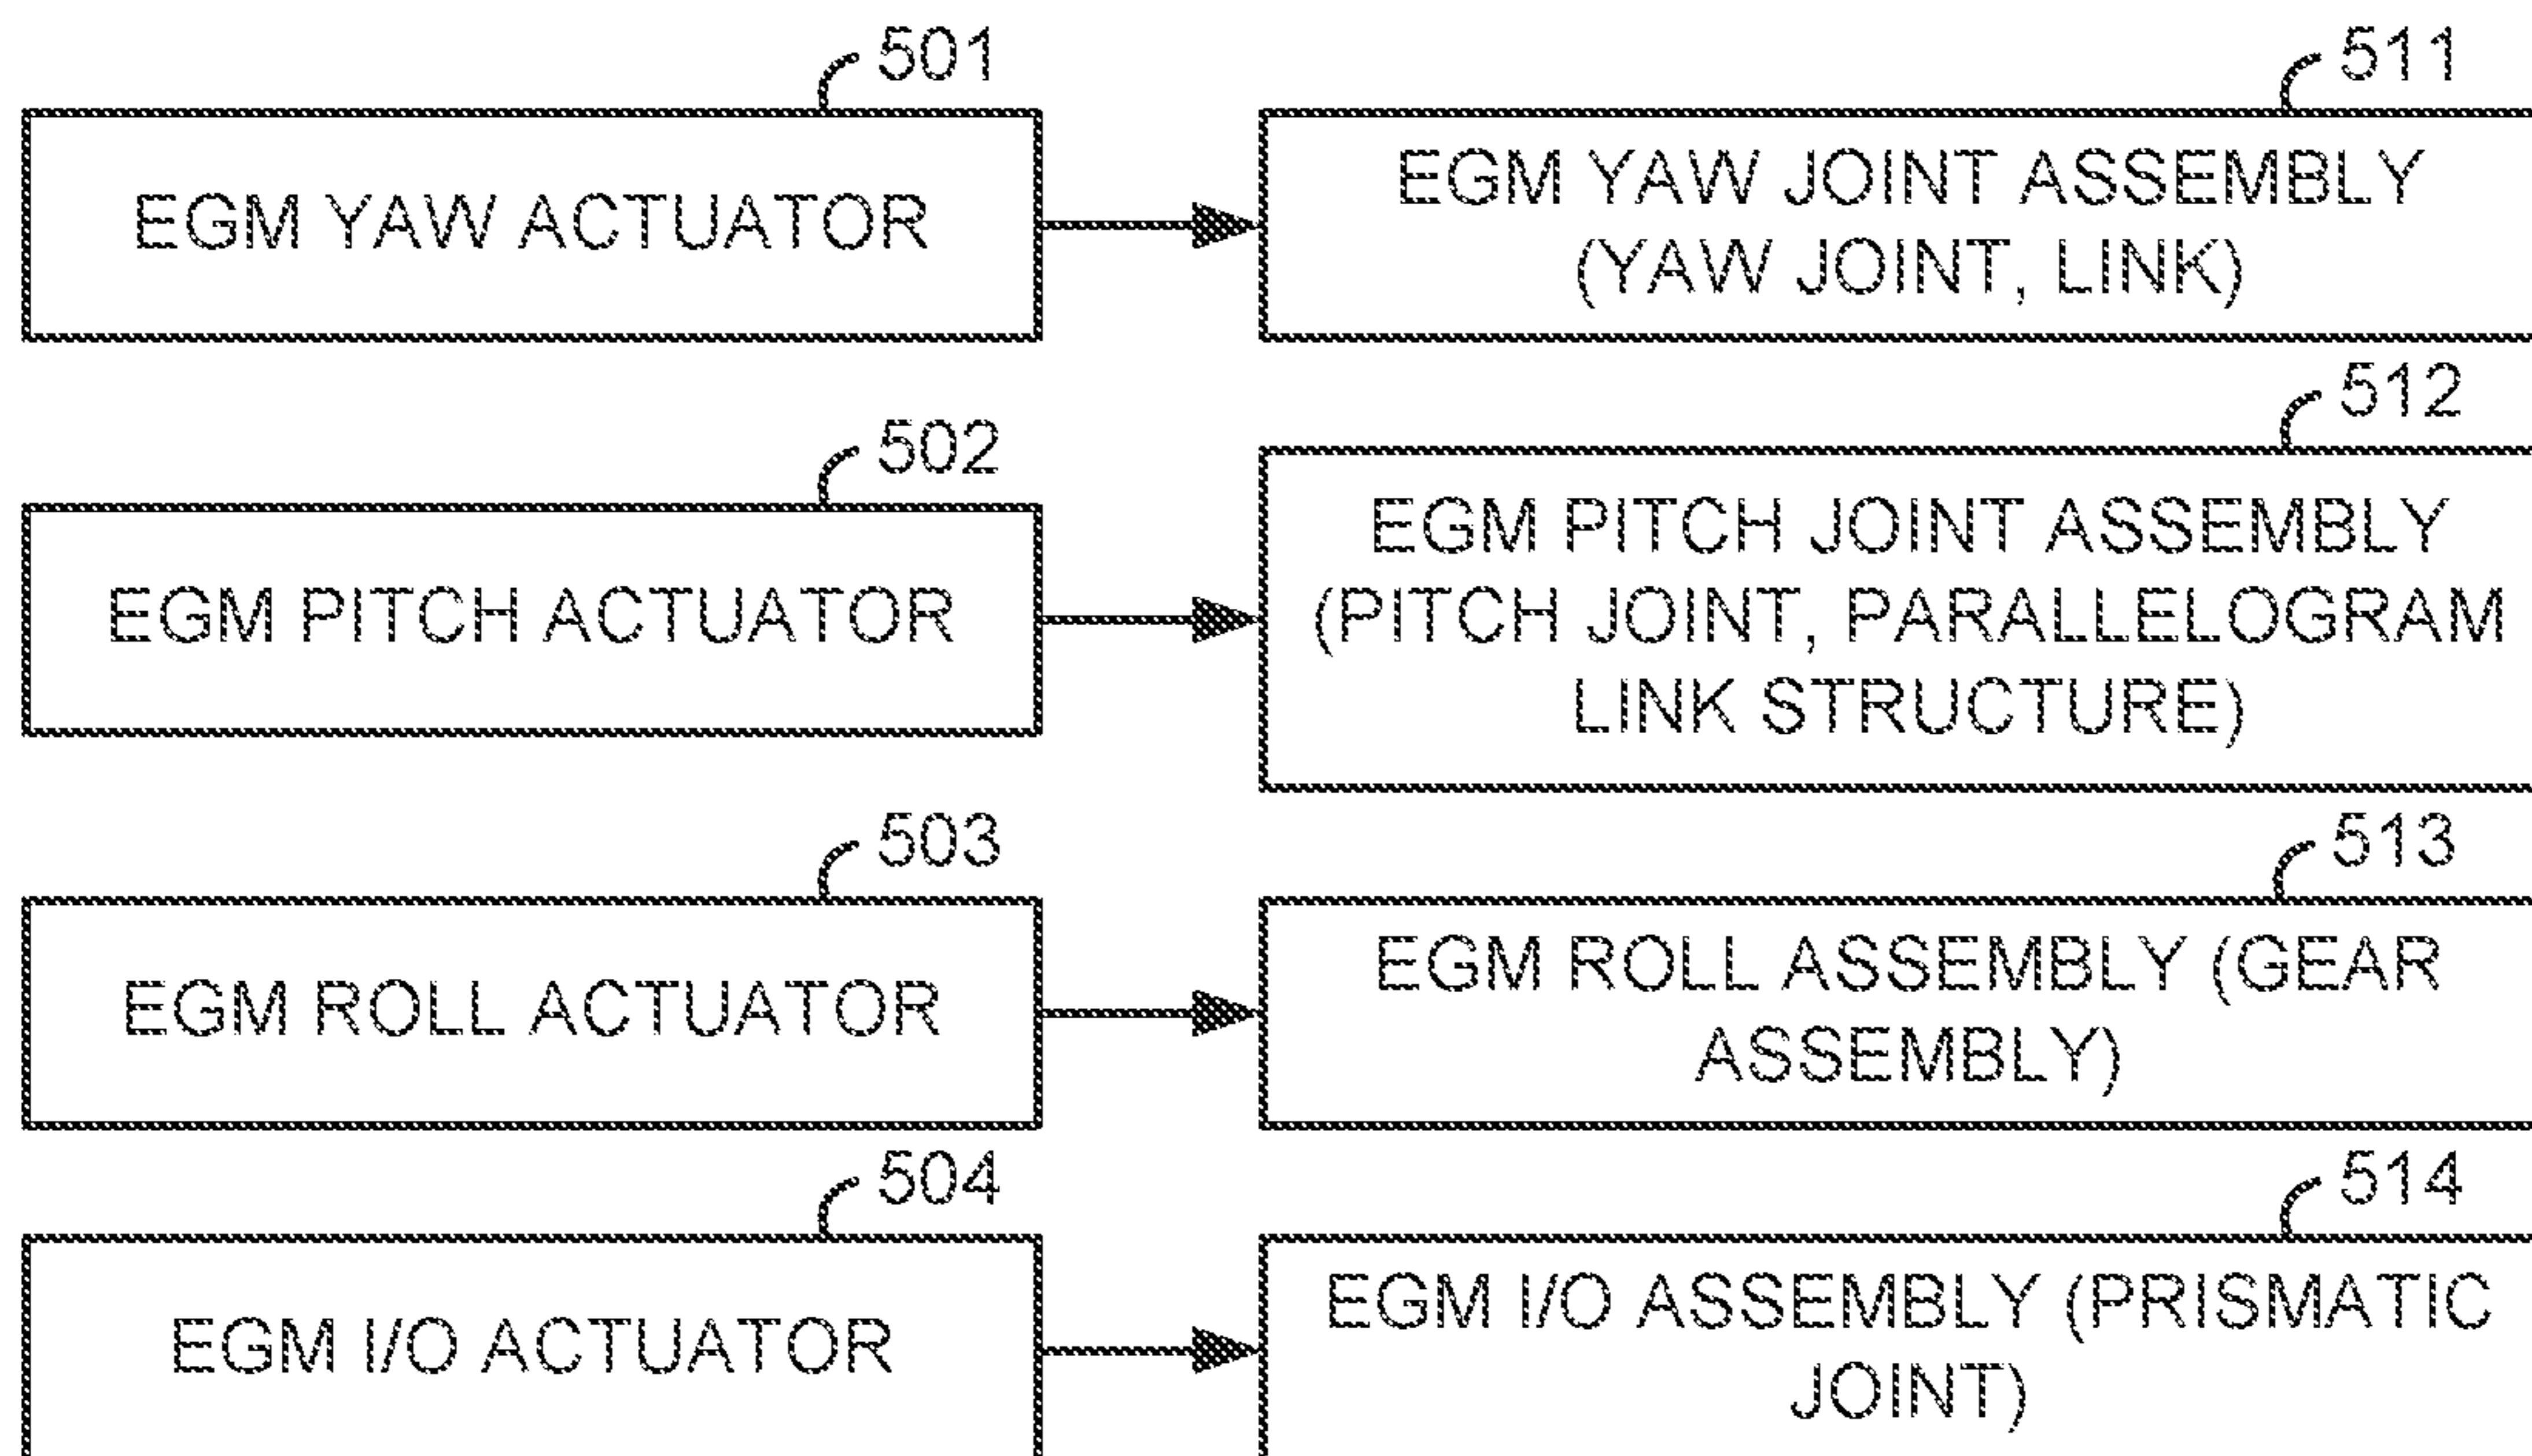 501
511
EGM YAW ACTUATOR
EGM YAW JOINT ASSEMBLY
(YAW JOINT, LINK)
502
512
EGM PITCH ACTUATOR
EGM PITCH JOINT ASSEMBLY
(PITCH JOINT, PARALLELOGRAM
LINK STRUCTURE)
503
513
EGM ROLL ACTUATOR
EGM ROLL ASSEMBLY (GEAR
ASSEMBLY)
504
514
EGM I/O ACTUATOR
EGM I/O ASSEMBLY (PRISMATIC
JOINT)